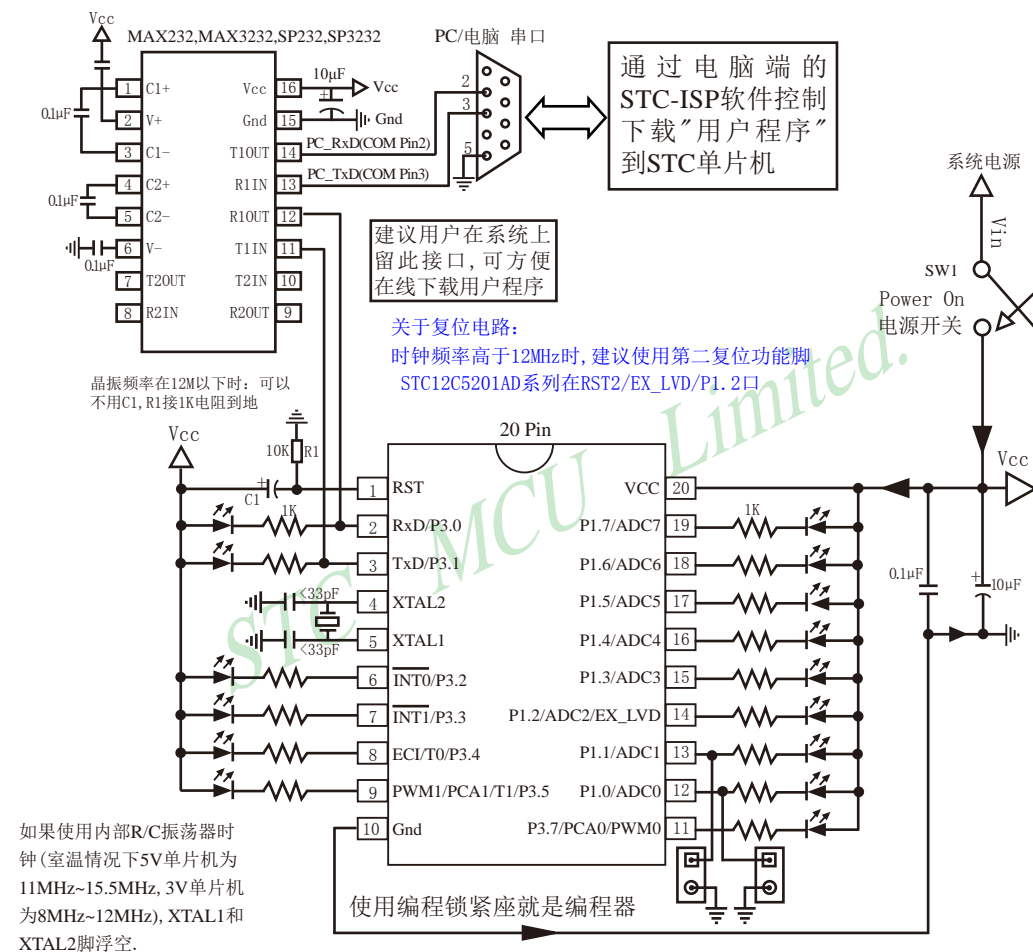 Vcc
MAX232,MAX3232,SP232,SP3232
0.1μF
1 C1+
2 V+
3 C1-
0.1μF
4 C2+
5 C2-
0.1μF
6 V-
7 T2OUT
8 R2IN
Vcc 16
Gnd 15
T1OUT 14
R1IN 13
R1OUT 12
T1IN 11
T2IN 10
R2OUT 9
10μF
+
Vcc
Gnd
PC_RxD(COM Pin2)
PC_TxD(COM Pin3)
PC/电脑 串口
2
3
5
通过电脑端的
STC-ISP软件控制
下载"用户程序"
到STC单片机
建议用户在系统上
留此接口,可方便
在线下载用户程序
系统电源
Vin
SW1
Power On
电源开关
关于复位电路:
时钟频率高于12MHz时,建议使用第二复位功能脚
STC12C5201AD系列在RST2/EX_LVD/P1.2口
晶振频率在12M以下时: 可以
不用C1,R1接1K电阻到地
Vcc
10K R1
+
C1
1K
<33pF
<33pF
20 Pin
1 RST
2 RxD/P3.0
3 TxD/P3.1
4 XTAL2
5 XTAL1
6 INT0/P3.2
7 INT1/P3.3
8 ECI/T0/P3.4
9 PWM1/PCA1/T1/P3.5
10 Gnd
VCC 20
P1.7/ADC7 19
P1.6/ADC6 18
P1.5/ADC5 17
P1.4/ADC4 16
P1.3/ADC3 15
P1.2/ADC2/EX_LVD 14
P1.1/ADC1 13
P1.0/ADC0 12
P3.7/PCA0/PWM0 11
1K
Vcc
0.1μF
+
10μF
STC MCU Limited.
如果使用内部R/C振荡器时
钟(室温情况下5V单片机为
11MHz~15.5MHz, 3V单片机
为8MHz~12MHz), XTAL1和
XTAL2脚浮空.
使用编程锁紧座就是编程器